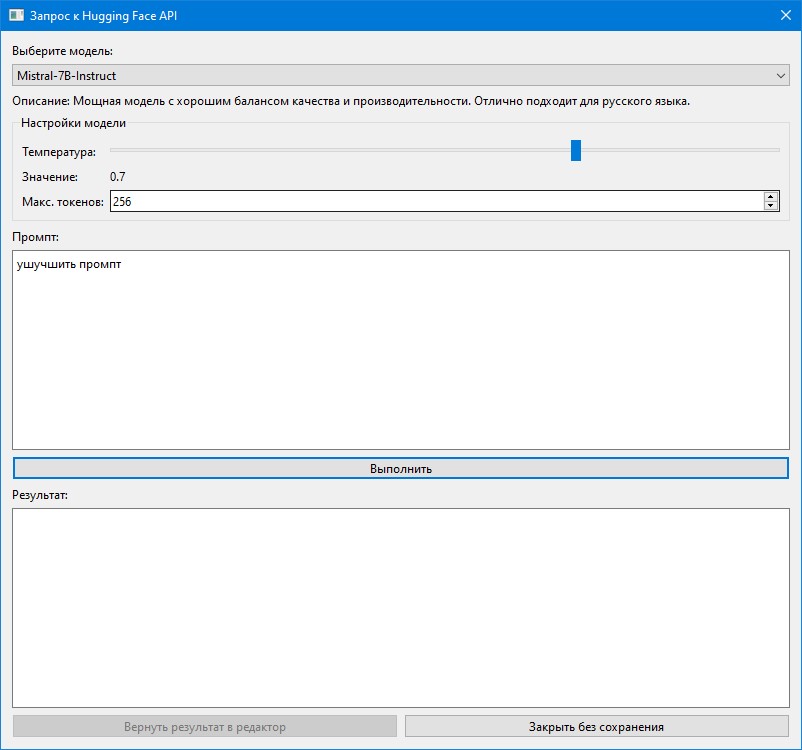 Запрос к Hugging Face API
Выберите модель:
Mistral-7B-Instruct
Описание: Мощная модель с хорошим балансом качества и производительности. Отлично подходит для русского языка.
Настройки модели
Температура:
Значение: 0.7
Макс. токенов: 256
Промпт:
ушучшить промпт
Выполнить
Результат:
Вернуть результат в редактор
Закрыть без сохранения